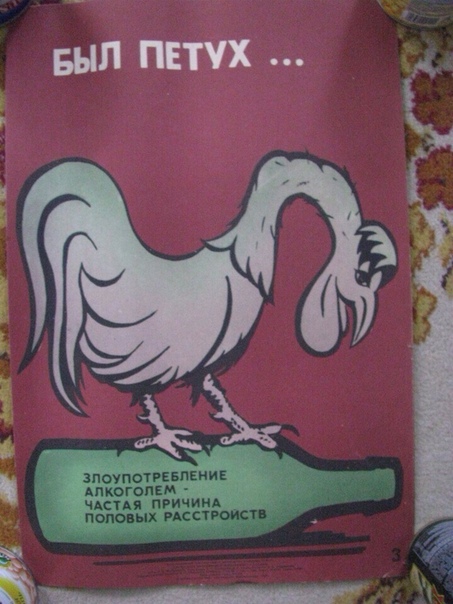 БЫЛ ПЕТУХ ...
ЗЛОУПОТРЕБЛЕНИЕ
АЛКОГОЛЕМ -
ЧАСТАЯ ПРИЧИНА
ПОЛОВЫХ РАССТРОЙСТВ
3